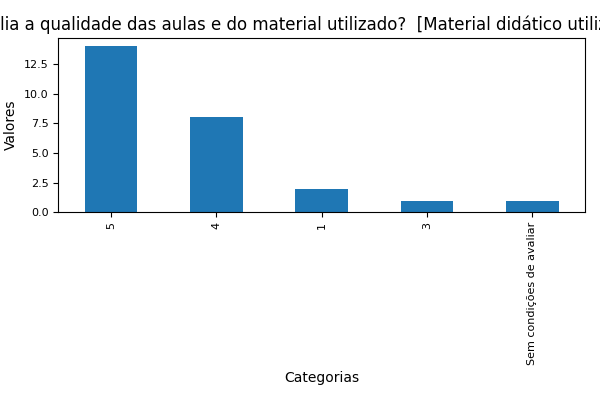 lia a qualidade das aulas e do material utilizado?  [Material didático utiliz
Valores
12.5
10.0
7.5
5.0
2.5
0.0
5
4
1
3
Sem condições de avaliar
Categorias